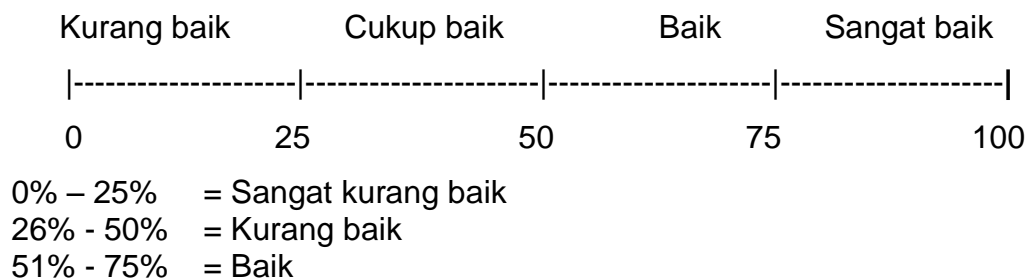 Kurang baik Cukup baik Baik Sangat baik
|----------------------|----------------------|----------------------|----------------------|
0 25 50 75 100
0% – 25% = Sangat kurang baik
26% - 50% = Kurang baik
51% - 75% = Baik